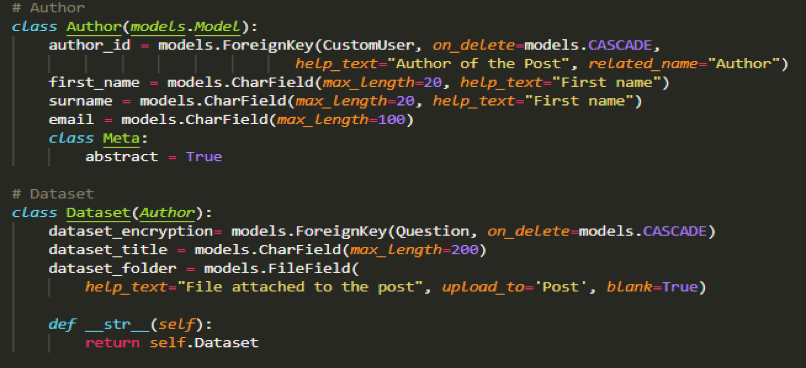 # Author
class Author(models.Model):
    author_id = models.ForeignKey(CustomUser, on_delete=models.CASCADE,
                                  help_text="Author of the Post", related_name="Author")
    first_name = models.CharField(max_length=20, help_text="First name")
    surname = models.CharField(max_length=20, help_text="First name")
    email = models.CharField(max_length=100)
    class Meta:
        abstract = True

# Dataset
class Dataset(Author):
    dataset_encryption= models.ForeignKey(Question, on_delete=models.CASCADE)
    dataset_title = models.CharField(max_length=200)
    dataset_folder = models.FileField(
        help_text="File attached to the post", upload_to='Post', blank=True)

    def __str__(self):
        return self.Dataset